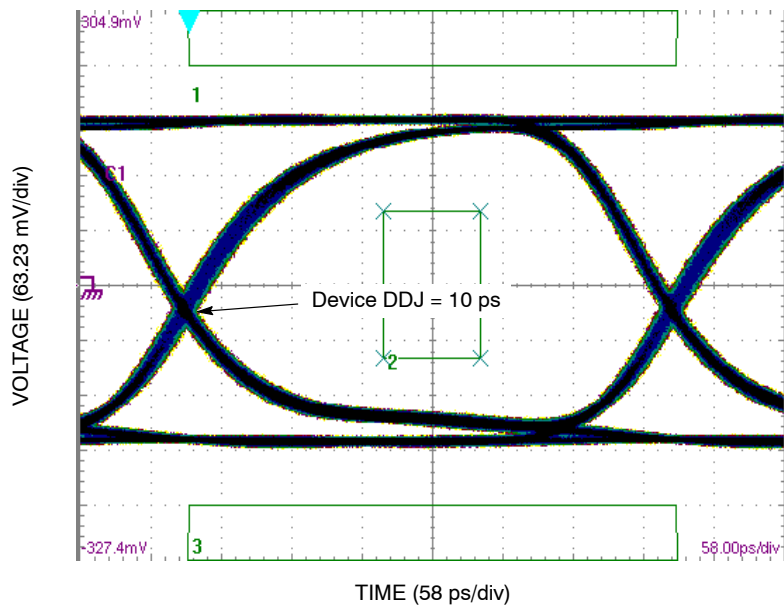 304.9mV
1
C1
VOLTAGE (63.23 mV/div)
Device DDJ = 10 ps
2
-327.4mV
3
58.00ps/div
TIME (58 ps/div)